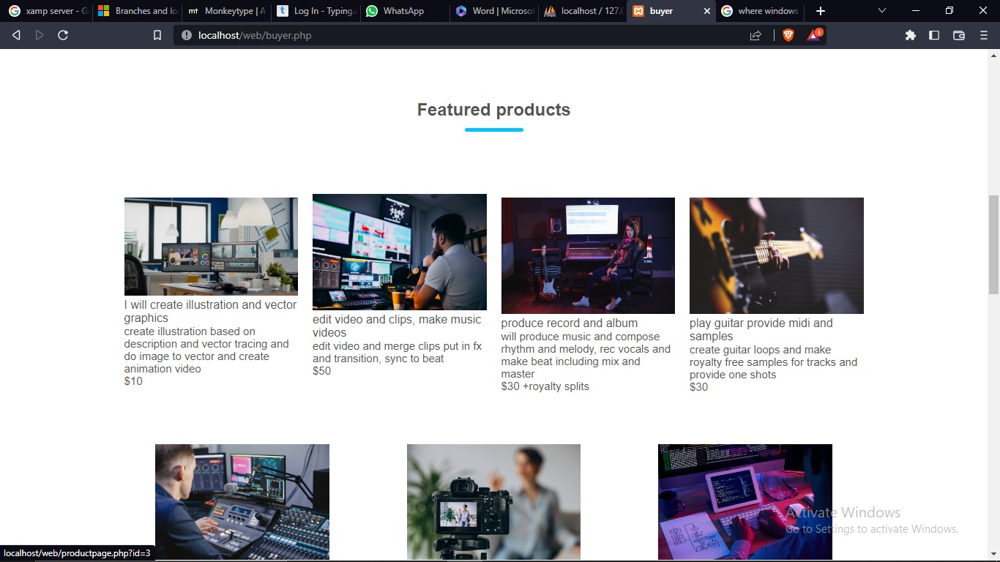 xamp server - G
Branches and lo
mt Monkeytype | A
Log In - Typing.c
WhatsApp
Word | Microsof
localhost / 127.0
buyer
where windows
localhost/web/buyer.php
3
Featured products
I will create illustration and vector
graphics
create illustration based on
description and vector tracing and
do image to vector and create
animation video
$10
edit video and clips, make music
videos
edit video and merge clips put in fx
and transition, sync to beat
$50
produce record and album
will produce music and compose
rhythm and melody, rec vocals and
make beat including mix and
master
$30 +royalty splits
play guitar provide midi and
samples
create guitar loops and make
royalty free samples for tracks and
provide one shots
$30
Activate Windows
Go to Settings to activate Windows.
localhost/web/productpage.php?id=3